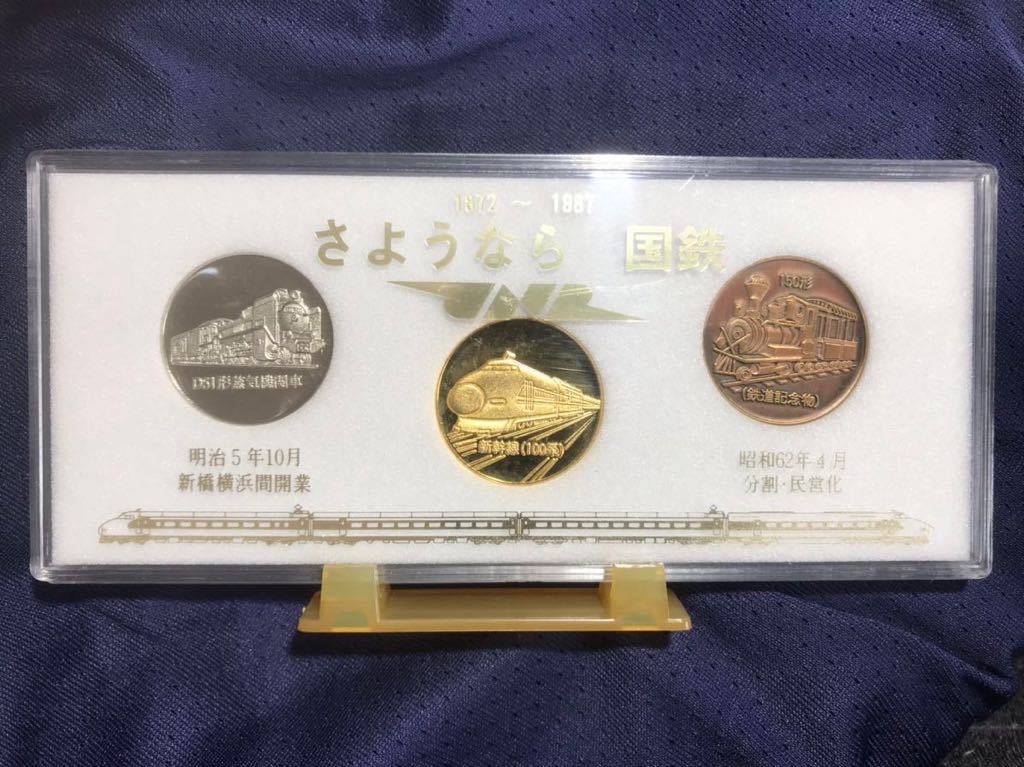 1872 ～ 1987
さようなら 国鉄
JNR
D51形蒸気機関車
新幹線(100系)
150形
(鉄道記念物)
明治5年10月
新橋横浜間開業
昭和62年4月
分割·民営化